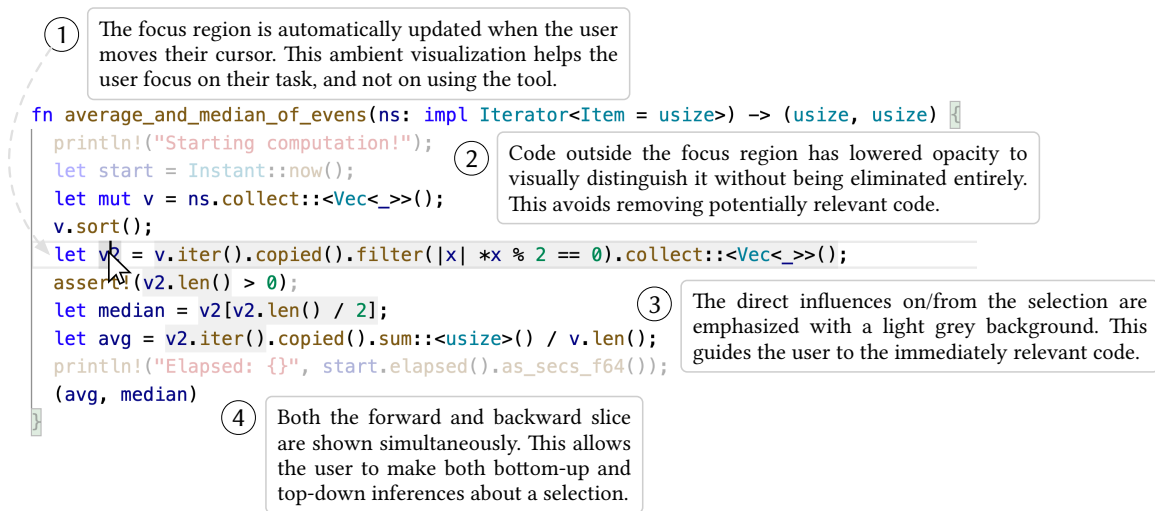 1
The focus region is automatically updated when the user
moves their cursor. This ambient visualization helps the
user focus on their task, and not on using the tool.
fn average_and_median_of_evens(ns: impl Iterator<Item = usize>) -> (usize, usize) {
println!("Starting computation!");
let start = Instant::now();
2
Code outside the focus region has lowered opacity to
visually distinguish it without being eliminated entirely.
This avoids removing potentially relevant code.
let mut v = ns.collect::<Vec<_>>();
v.sort();
let v2 = v.iter().copied().filter(|x| *x % 2 == 0).collect::<Vec<_>>();
assert!(v2.len() > 0);
let median = v2[v2.len() / 2];
let avg = v2.iter().copied().sum::<usize>() / v.len();
3
The direct influences on/from the selection are
emphasized with a light grey background. This
guides the user to the immediately relevant code.
println!("Elapsed: {}", start.elapsed().as_secs_f64());
(avg, median)
}
4
Both the forward and backward slice
are shown simultaneously. This allows
the user to make both bottom-up and
top-down inferences about a selection.